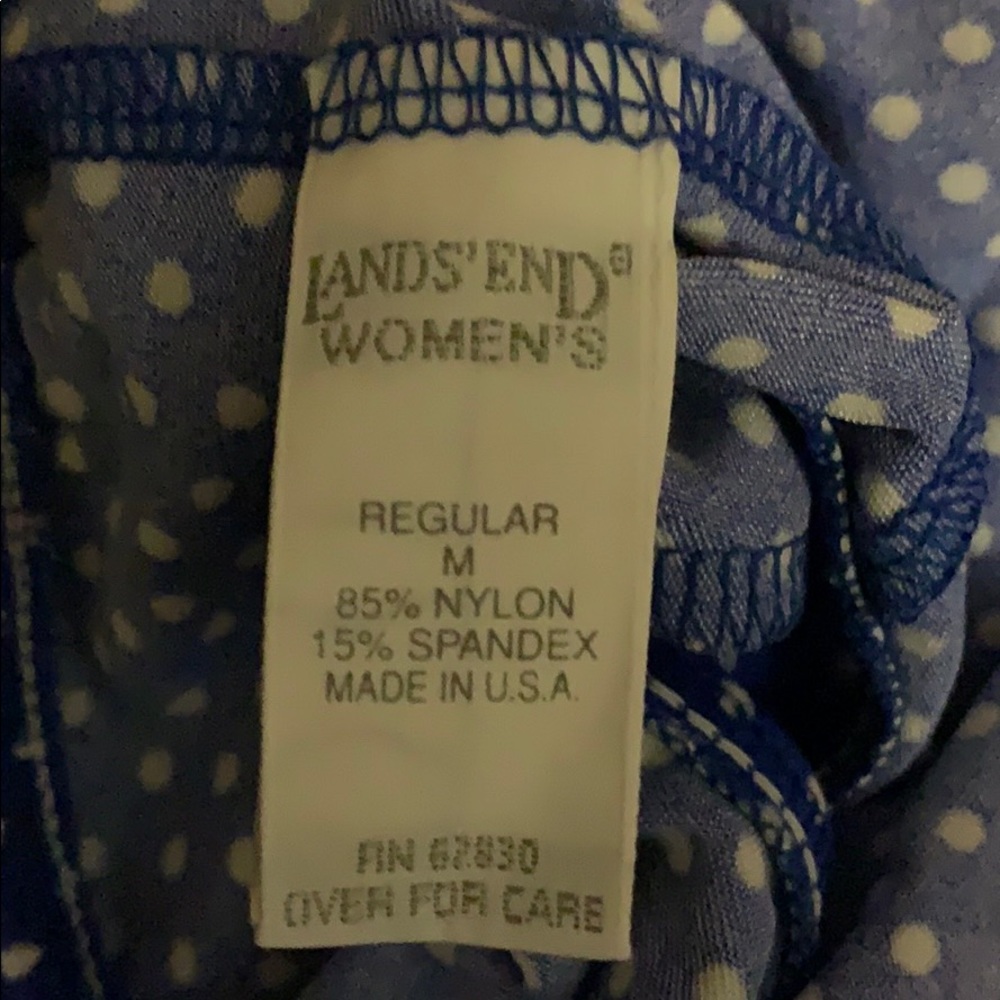 LANDS' END®
WOMEN'S
REGULAR
M
85% NYLON
15% SPANDEX
MADE IN U.S.A.
RN 62830
OVER FOR CARE